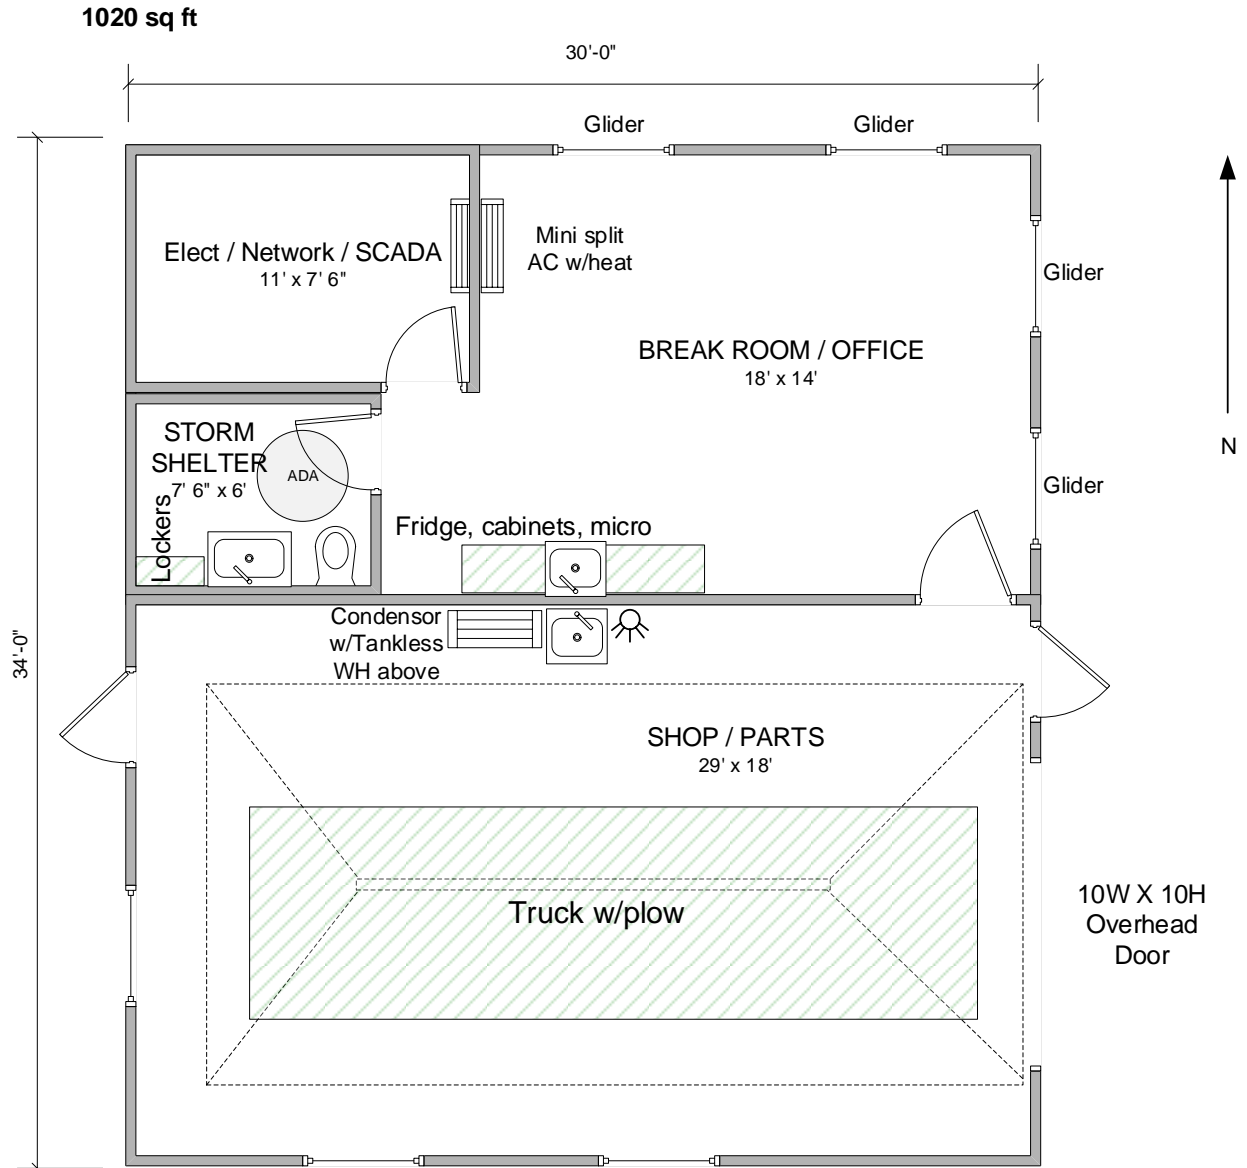 1020 sq ft
30'-0"
Glider
Glider
Elect / Network / SCADA
11' x 7' 6"
Mini split
AC w/heat
Glider
BREAK ROOM / OFFICE
18' x 14'
N
STORM
SHELTER
7' 6" x 6'
ADA
Lockers
Glider
Fridge, cabinets, micro
34'-0"
Condensor
w/Tankless
WH above
SHOP / PARTS
29' x 18'
Truck w/plow
10W X 10H
Overhead
Door